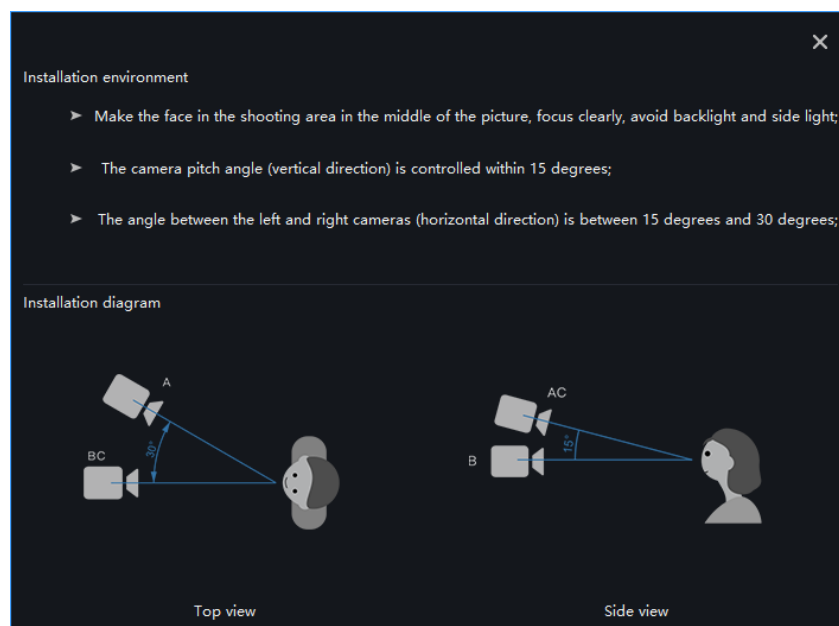 Installation environment
➤ Make the face in the shooting area in the middle of the picture, focus clearly, avoid backlight and side light;
➤ The camera pitch angle (vertical direction) is controlled within 15 degrees;
➤ The angle between the left and right cameras (horizontal direction) is between 15 degrees and 30 degrees;
Installation diagram
A
BC
30°
AC
B
15°
Top view
Side view